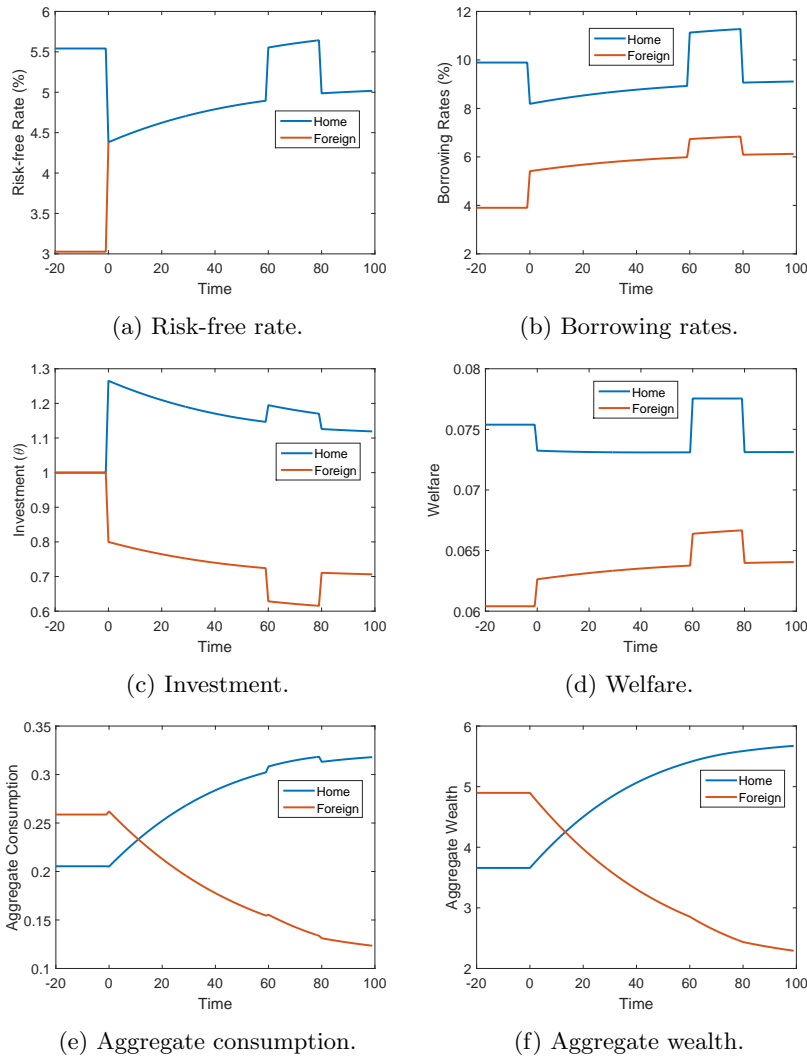 Risk-free Rate (%)
6
5.5
5
4.5
4
3.5
3
-20 0 20 40 60 80 100
Time
Home
Foreign
(a) Risk-free rate.
Borrowing Rates (%)
12
10
8
6
4
2
-20 0 20 40 60 80 100
Time
Home
Foreign
(b) Borrowing rates.
Investment (θ)
1.3
1.2
1.1
1
0.9
0.8
0.7
0.6
-20 0 20 40 60 80 100
Time
Home
Foreign
(c) Investment.
Welfare
0.08
0.075
0.07
0.065
0.06
-20 0 20 40 60 80 100
Time
Home
Foreign
(d) Welfare.
Aggregate Consumption
0.35
0.3
0.25
0.2
0.15
0.1
-20 0 20 40 60 80 100
Time
Home
Foreign
(e) Aggregate consumption.
Aggregate Wealth
6
5
4
3
2
-20 0 20 40 60 80 100
Time
Home
Foreign
(f) Aggregate wealth.